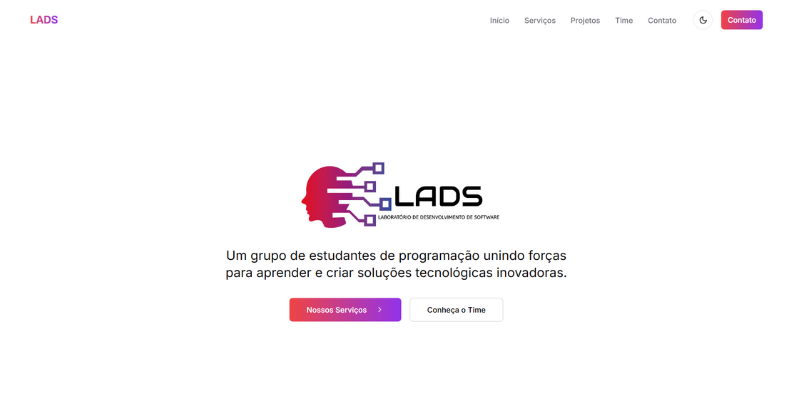 LADS
Início
Serviços
Projetos
Time
Contato
Contato
LADS
LABORATÓRIO DE DESENVOLVIMENTO DE SOFTWARE
Um grupo de estudantes de programação unindo forças
para aprender e criar soluções tecnológicas inovadoras.
Nossos Serviços
Conheça o Time